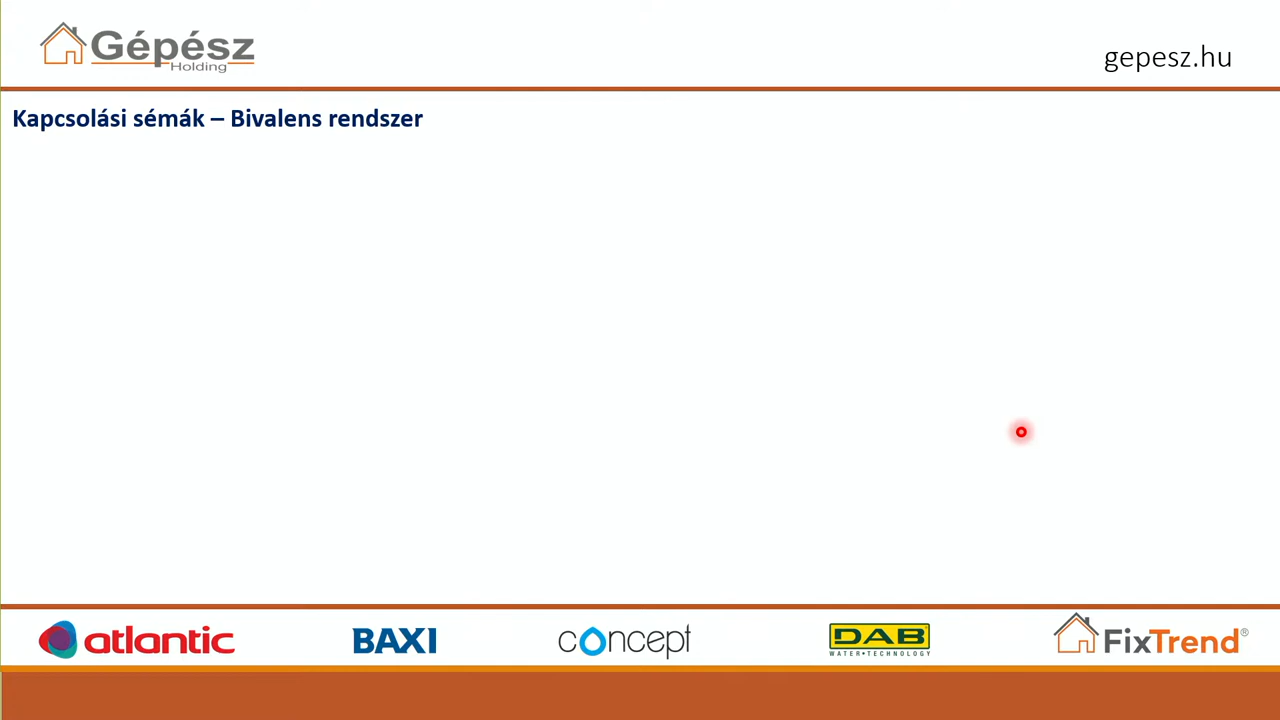 Gépész
Holding
gepesz.hu
Kapcsolási sémák – Bivalens rendszer
atlantic
BAXI
concept
DAB
WATER•TECHNOLOGY
FixTrend®